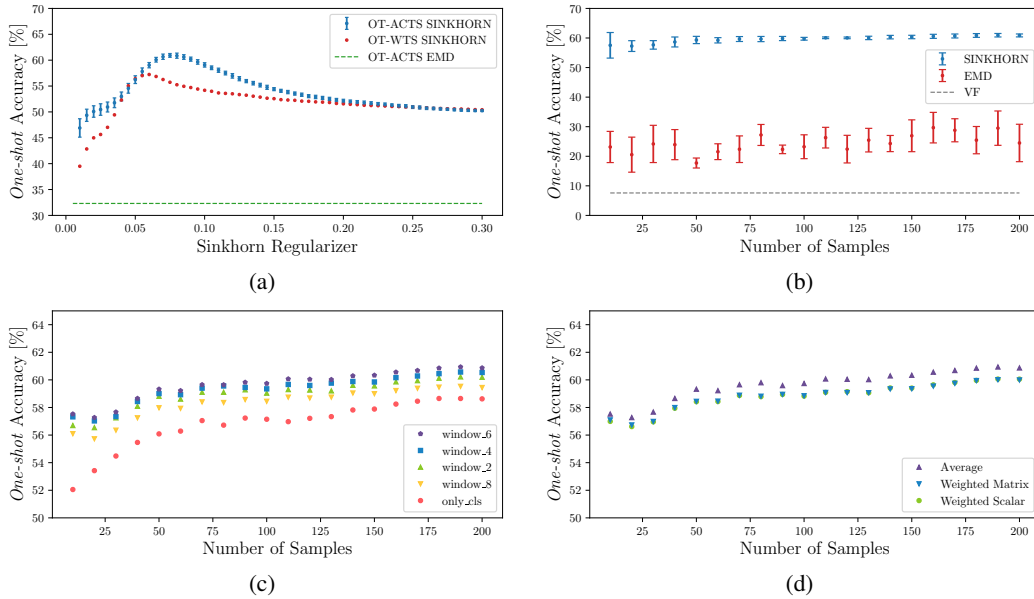 One-shot Accuracy [%]
70
65
60
55
50
45
40
35
30
0.00 0.05 0.10 0.15 0.20 0.25 0.30
Sinkhorn Regularizer
OT-ACTS SINKHORN
OT-WTS SINKHORN
OT-ACTS EMD
(a)
One-shot Accuracy [%]
70
60
50
40
30
20
10
0
25 50 75 100 125 150 175 200
Number of Samples
SINKHORN
EMD
VF
(b)
One-shot Accuracy [%]
64
62
60
58
56
54
52
50
25 50 75 100 125 150 175 200
Number of Samples
window_6
window_4
window_2
window_8
only_cls
(c)
One-shot Accuracy [%]
64
62
60
58
56
54
52
50
25 50 75 100 125 150 175 200
Number of Samples
Average
Weighted Matrix
Weighted Scalar
(d)